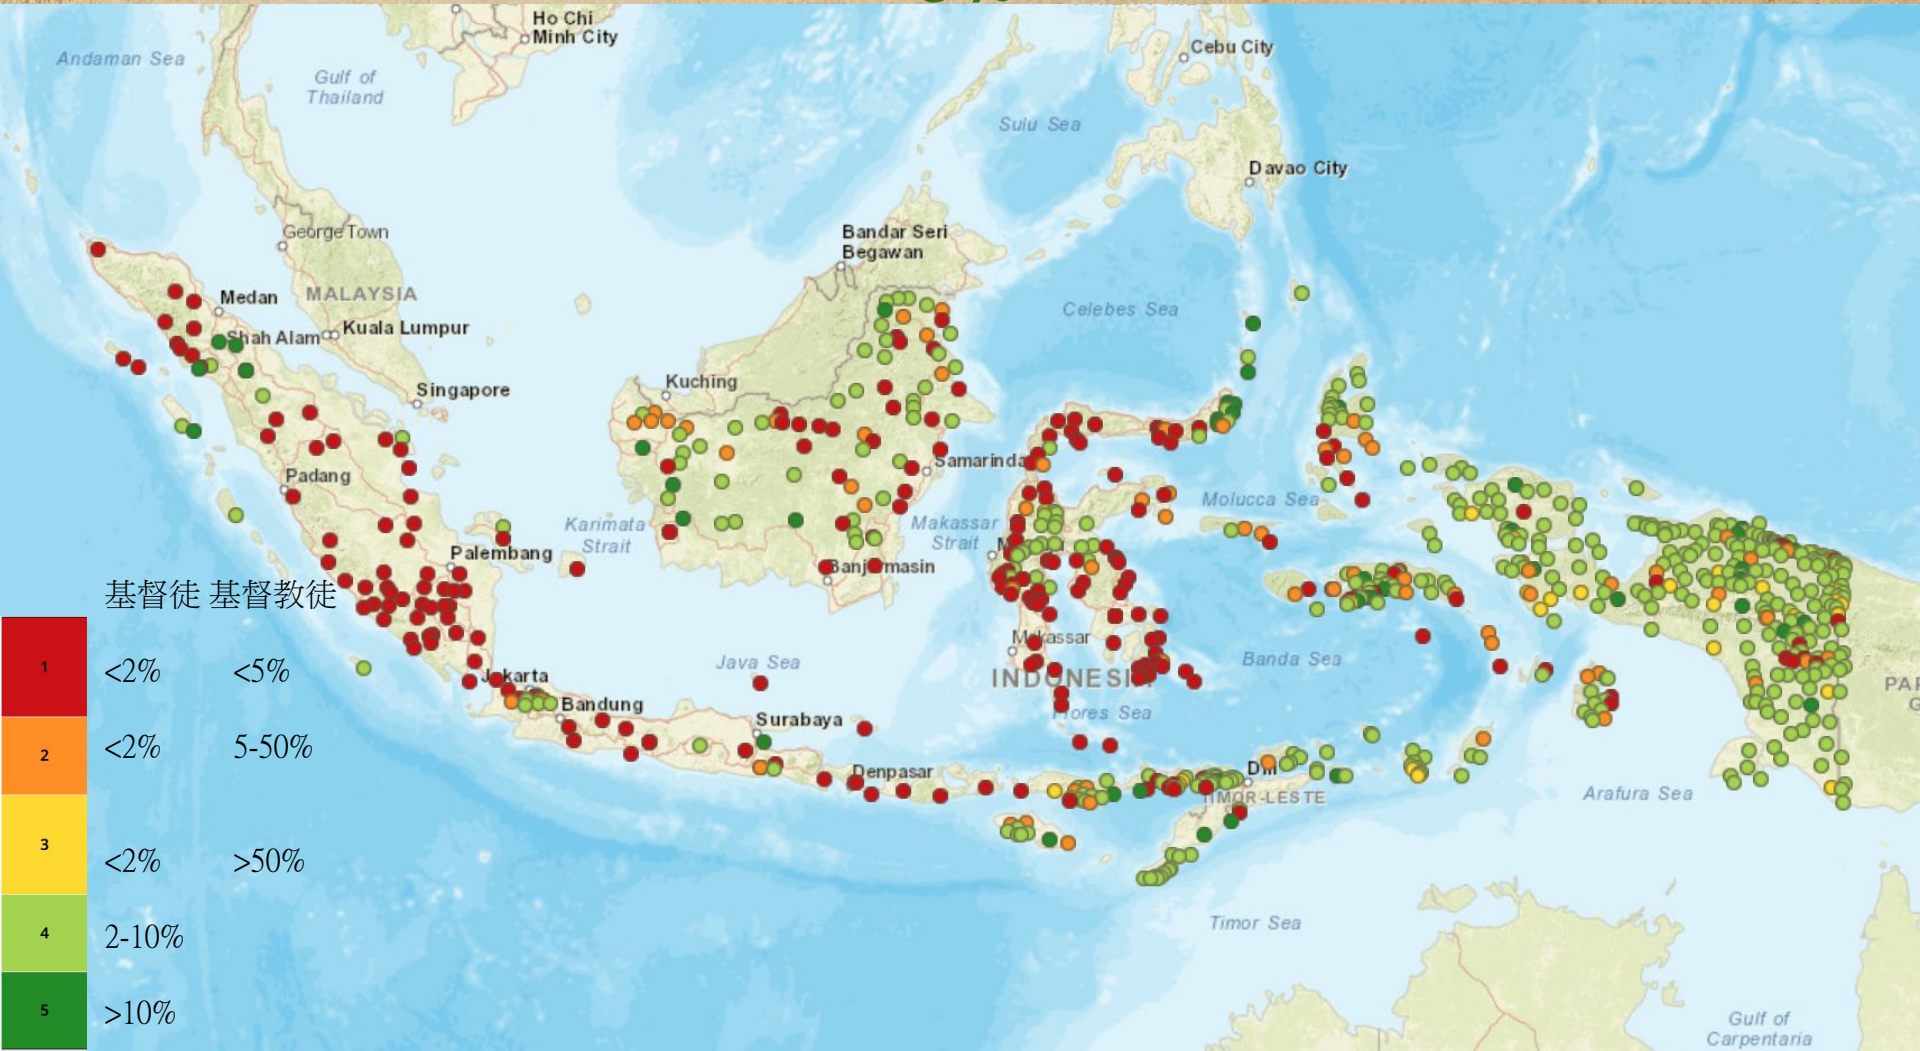 Ho Chi
Minh City
Cebu City
Andaman Sea
Gulf of
Thailand
Sulu Sea
Davao City
George Town
Bandar Seri
Begawan
Medan
MALAYSIA
Celebes Sea
Shah Alam
Kuala Lumpur
Kuching
Singapore
Samarinda
Padang
Molucca Sea
Karimata
Strait
Makassar
Strait
Palembang
Banjarmasin
基督徒 基督教徒
Makassar
1 <2% <5%
Java Sea
Banda Sea
INDONESIA
Jakarta
PAP
G
Bandung
Flores Sea
Surabaya
2 <2% 5-50%
Denpasar
Dili
TIMOR-LESTE
Arafura Sea
3 <2% >50%
4 2-10%
Timor Sea
5 >10%
Gulf of
Carpentaria